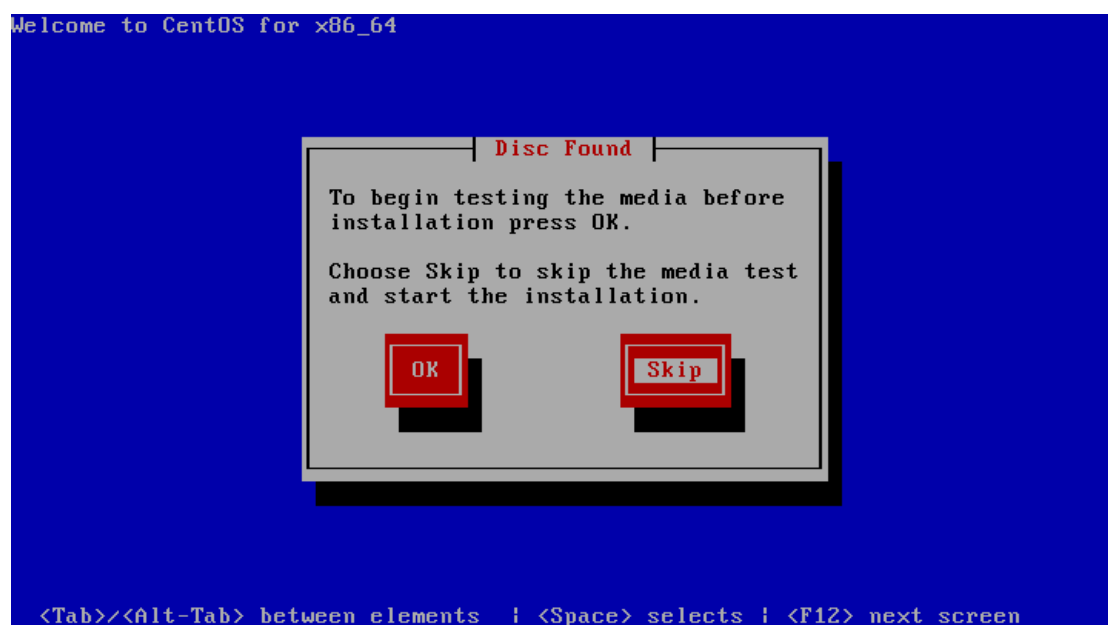 Welcome to CentOS for x86_64
Disc Found
To begin testing the media before
installation press OK.
Choose Skip to skip the media test
and start the installation.
OK
Skip
<Tab>/<Alt-Tab> between elements | <Space> selects | <F12> next screen